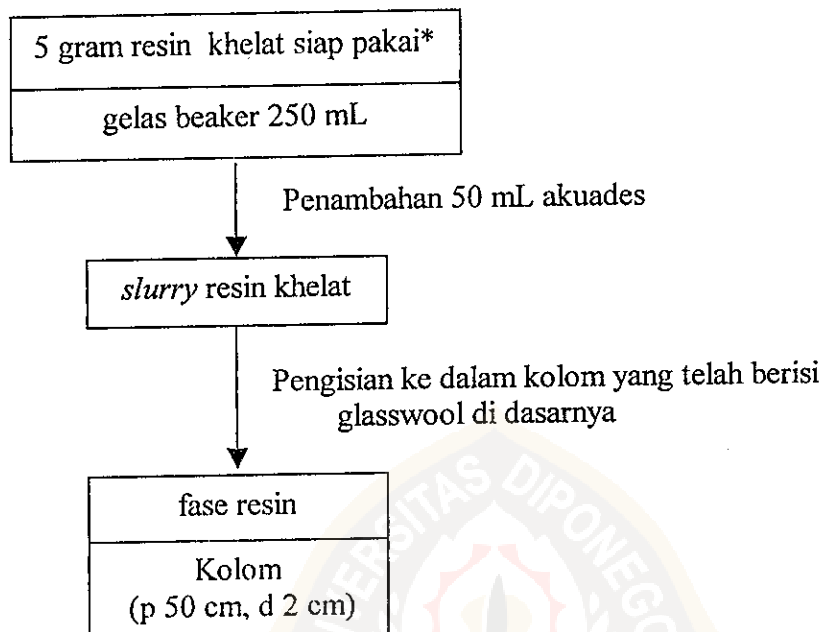 5 gram resin khelat siap pakai*
gelas beaker 250 mL
Penambahan 50 mL akuades
slurry resin khelat
Pengisian ke dalam kolom yang telah berisi
glasswool di dasarnya
fase resin
Kolom
(p 50 cm, d 2 cm)